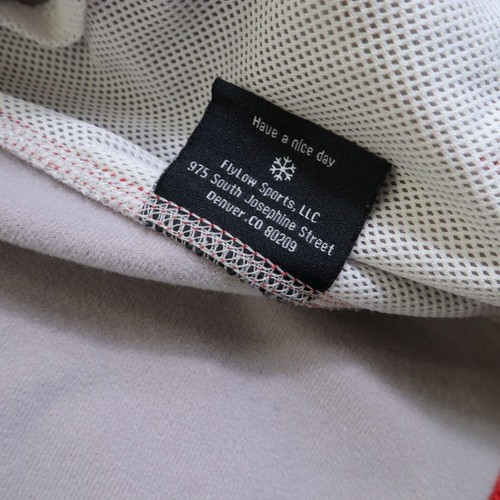 Have a nice day
FlyLow Sports, LLC
975 South Josephine Street
Denver, CO 80209